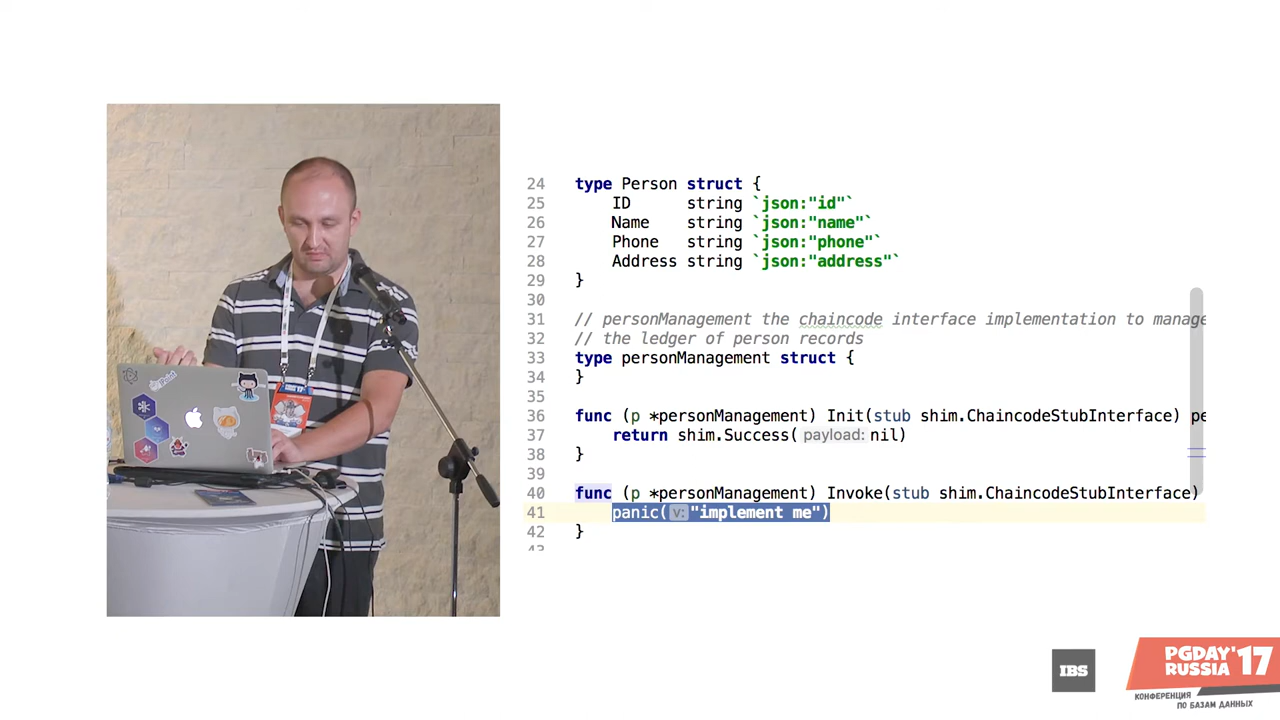 24 type Person struct {
25 ID string `json:"id"`
26 Name string `json:"name"`
27 Phone string `json:"phone"`
28 Address string `json:"address"`
29 }
30
31 // personManagement the chaincode interface implementation to manage
32 // the ledger of person records
33 type personManagement struct {
34 }
35
36 func (p *personManagement) Init(stub shim.ChaincodeStubInterface) pe
37 return shim.Success( payload: nil)
38 }
39
40 func (p *personManagement) Invoke(stub shim.ChaincodeStubInterface)
41 panic( v: "implement me")
42 }
43
IBS
PGDAY'17
RUSSIA
КОНФЕРЕНЦИЯ
ПО БАЗАМ ДАННЫХ